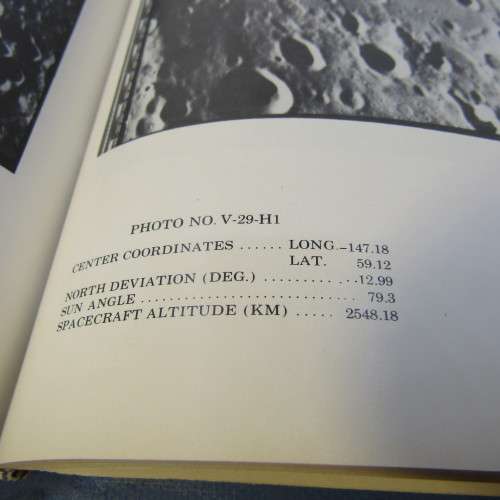 PHOTO NO. V-29-H1
CENTER COORDINATES ...... LONG. -147.18
LAT. 59.12
NORTH DEVIATION (DEG.) .......... . .12.99
SUN ANGLE .............................. 79.3
SPACECRAFT ALTITUDE (KM) ..... 2548.18